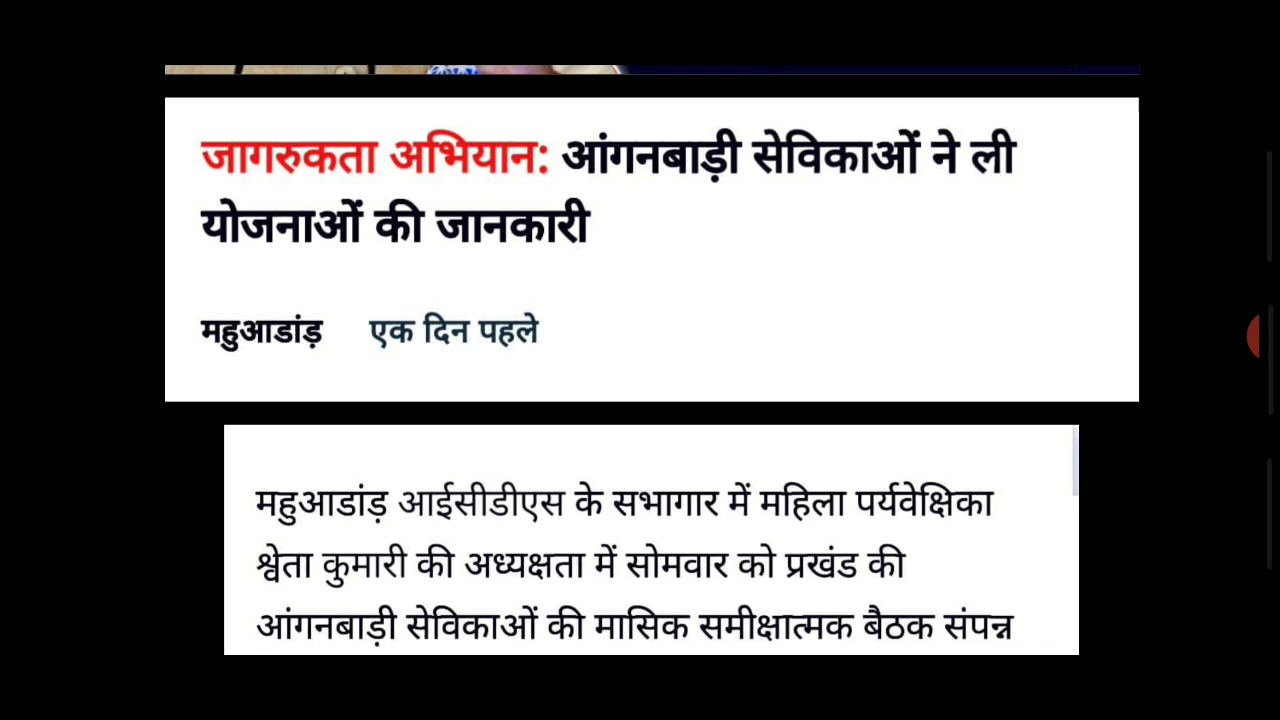 जागरुकता अभियान: आंगनबाड़ी सेविकाओं ने ली
योजनाओं की जानकारी
महुआडांड़ एक दिन पहले
महुआडांड़ आईसीडीएस के सभागार में महिला पर्यवेक्षिका
श्वेता कुमारी की अध्यक्षता में सोमवार को प्रखंड की
आंगनबाड़ी सेविकाओं की मासिक समीक्षात्मक बैठक संपन्न